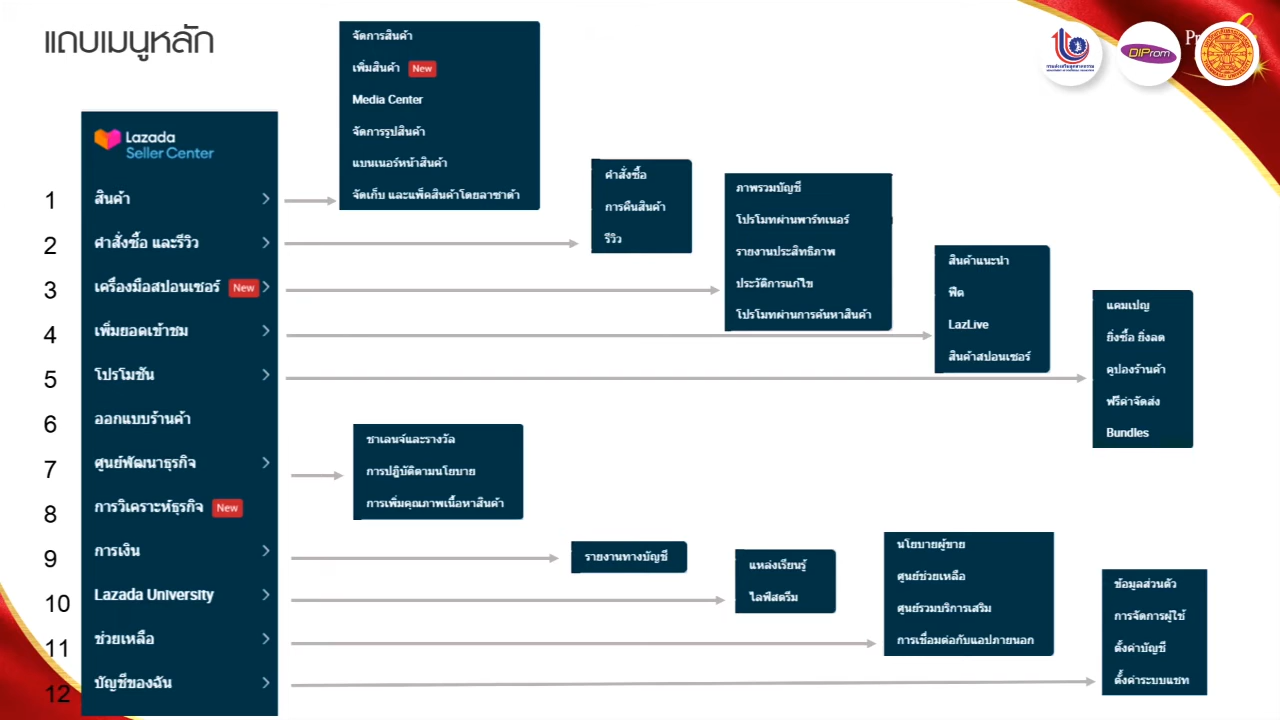 แถบเมนูหลัก
Lazada
Seller Center
1 สินค้า
2 คำสั่งซื้อ และรีวิว
3 เครื่องมือสปอนเซอร์ New
4 เพิ่มยอดเข้าชม
5 โปรโมชัน
6 ออกแบบร้านค้า
7 ศูนย์พัฒนาธุรกิจ
8 การวิเคราะห์ธุรกิจ New
9 การเงิน
10 Lazada University
11 ช่วยเหลือ
12 บัญชีของฉัน
จัดการสินค้า
เพิ่มสินค้า New
Media Center
จัดการรูปสินค้า
แบนเนอร์หน้าสินค้า
จัดเก็บ และแพ็คสินค้าโดยลาซาด้า
คำสั่งซื้อ
การคืนสินค้า
รีวิว
ภาพรวมบัญชี
โปรโมทผ่านพาร์ทเนอร์
รายงานประสิทธิภาพ
ประวัติการแก้ไข
โปรโมทผ่านการค้นหาสินค้า
สินค้าแนะนำ
ฟีด
LazLive
สินค้าสปอนเซอร์
แคมเปญ
ยิ่งซื้อ ยิ่งลด
คูปองร้านค้า
ฟรีค่าจัดส่ง
Bundles
ชาเลนจ์และรางวัล
การปฏิบัติตามนโยบาย
การเพิ่มคุณภาพเนื้อหาสินค้า
รายงานทางบัญชี
แหล่งเรียนรู้
ไลฟ์สตรีม
นโยบายผู้ขาย
ศูนย์ช่วยเหลือ
ศูนย์รวมบริการเสริม
การเชื่อมต่อกับแอปภายนอก
ข้อมูลส่วนตัว
การจัดการผู้ใช้
ตั้งค่าบัญชี
ตั้งค่าระบบแชท
DIProm